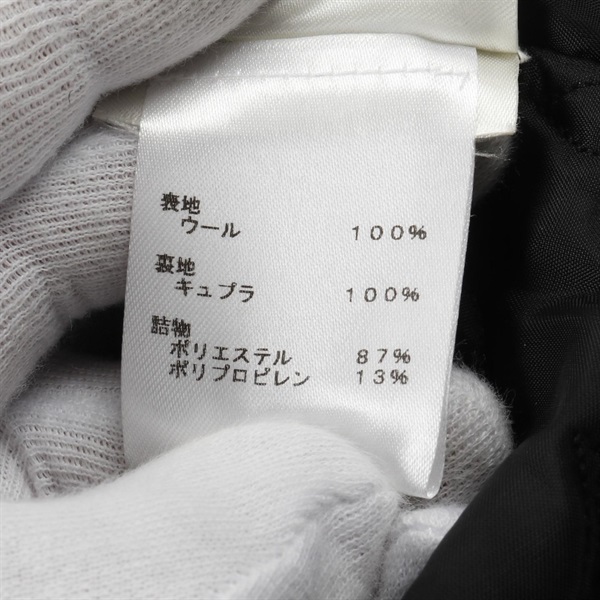 表地
ウール 100%
裏地
キュプラ 100%
詰物
ポリエステル 87%
ポリプロピレン 13%